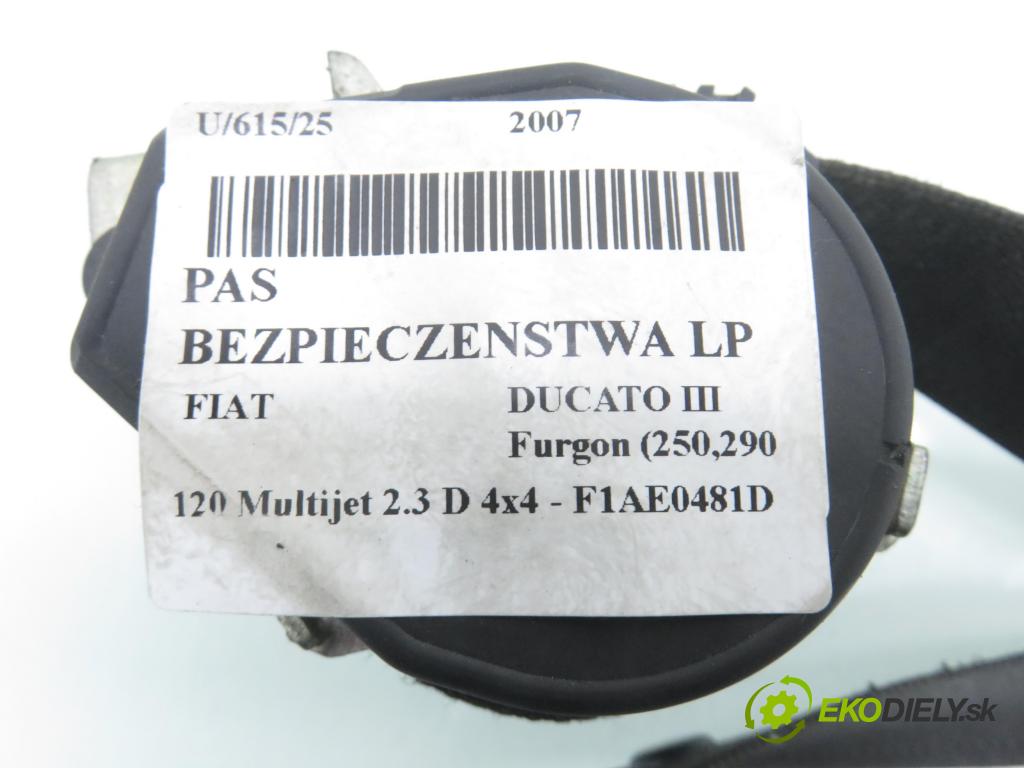 U/615/25 2007
PAS
BEZPIECZENSTWA LP
FIAT DUCATO III
Furgon (250,290
120 Multijet 2.3 D 4x4 - F1AE0481D
EKODIELY.sk